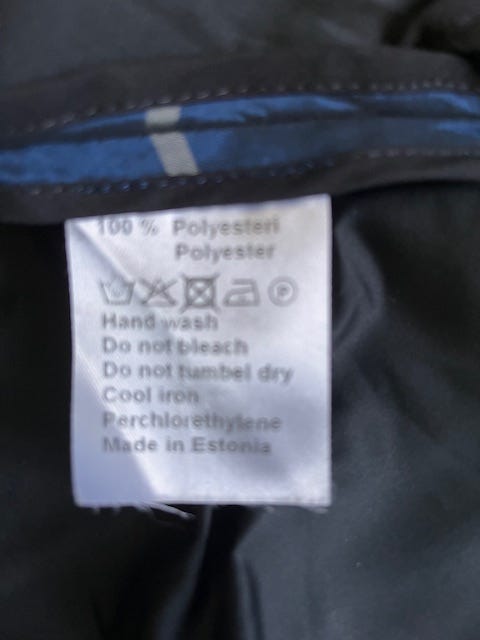 100 % Polyesteri
Polyester
P
Hand wash
Do not bleach
Do not tumbel dry
Cool iron
Perchlorethylene
Made in Estonia